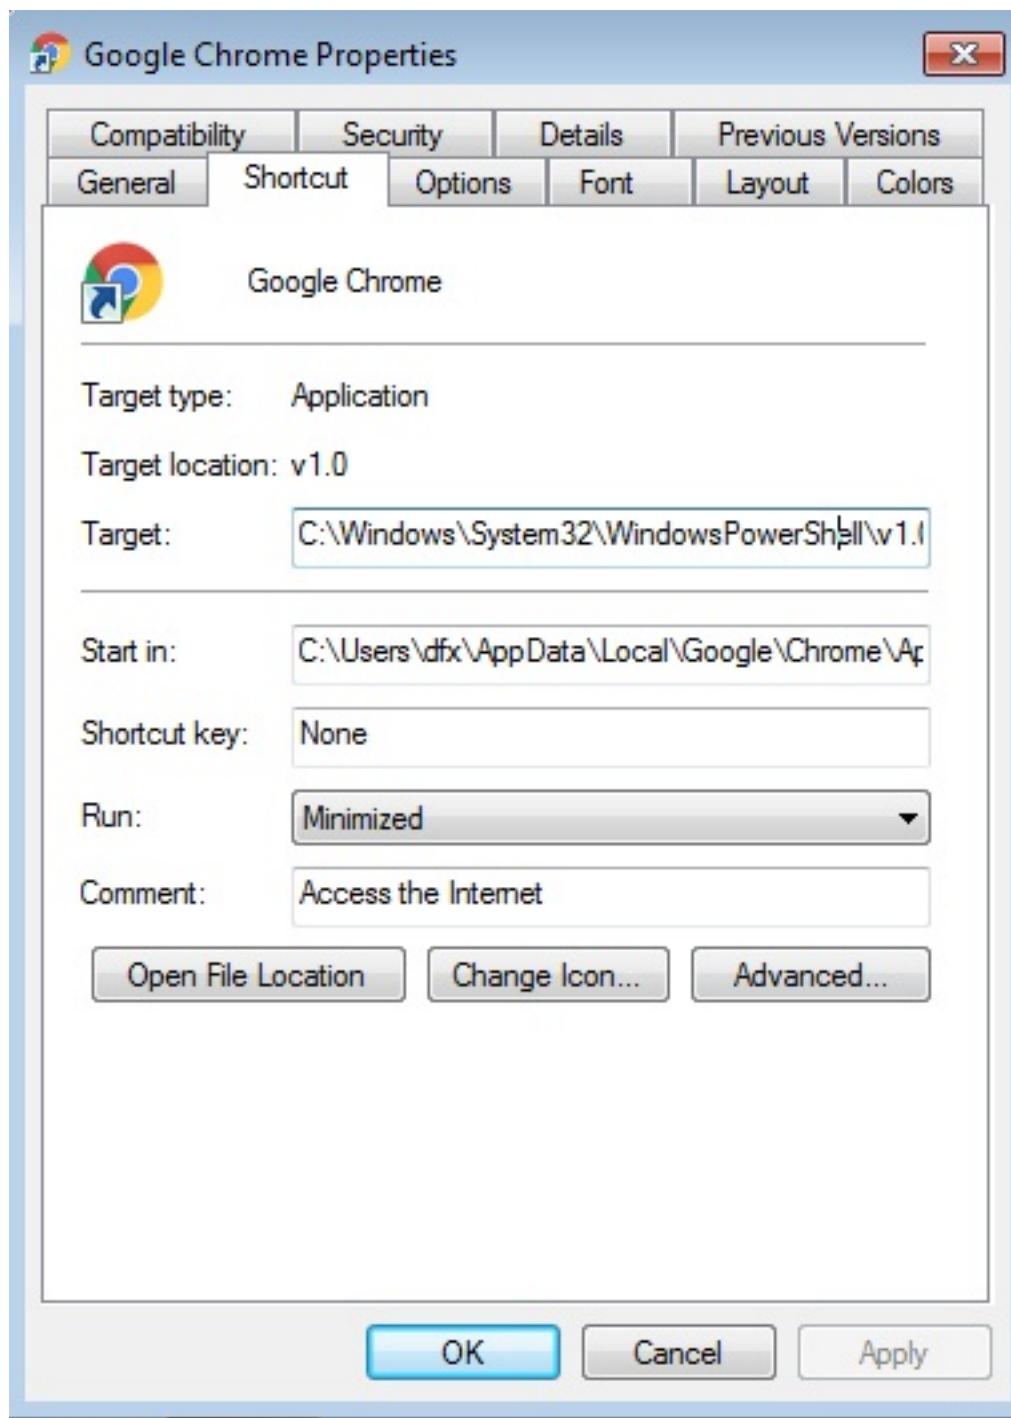 Google Chrome Properties
Compatibility Security Details Previous Versions
General Shortcut Options Font Layout Colors
Google Chrome
Target type: Application
Target location: v1.0
Target: C:\Windows\System32\WindowsPowerShell\v1.0
Start in: C:\Users\dfx\AppData\Local\Google\Chrome\Ap
Shortcut key: None
Run: Minimized
Comment: Access the Internet
Open File Location Change Icon... Advanced...
OK Cancel Apply